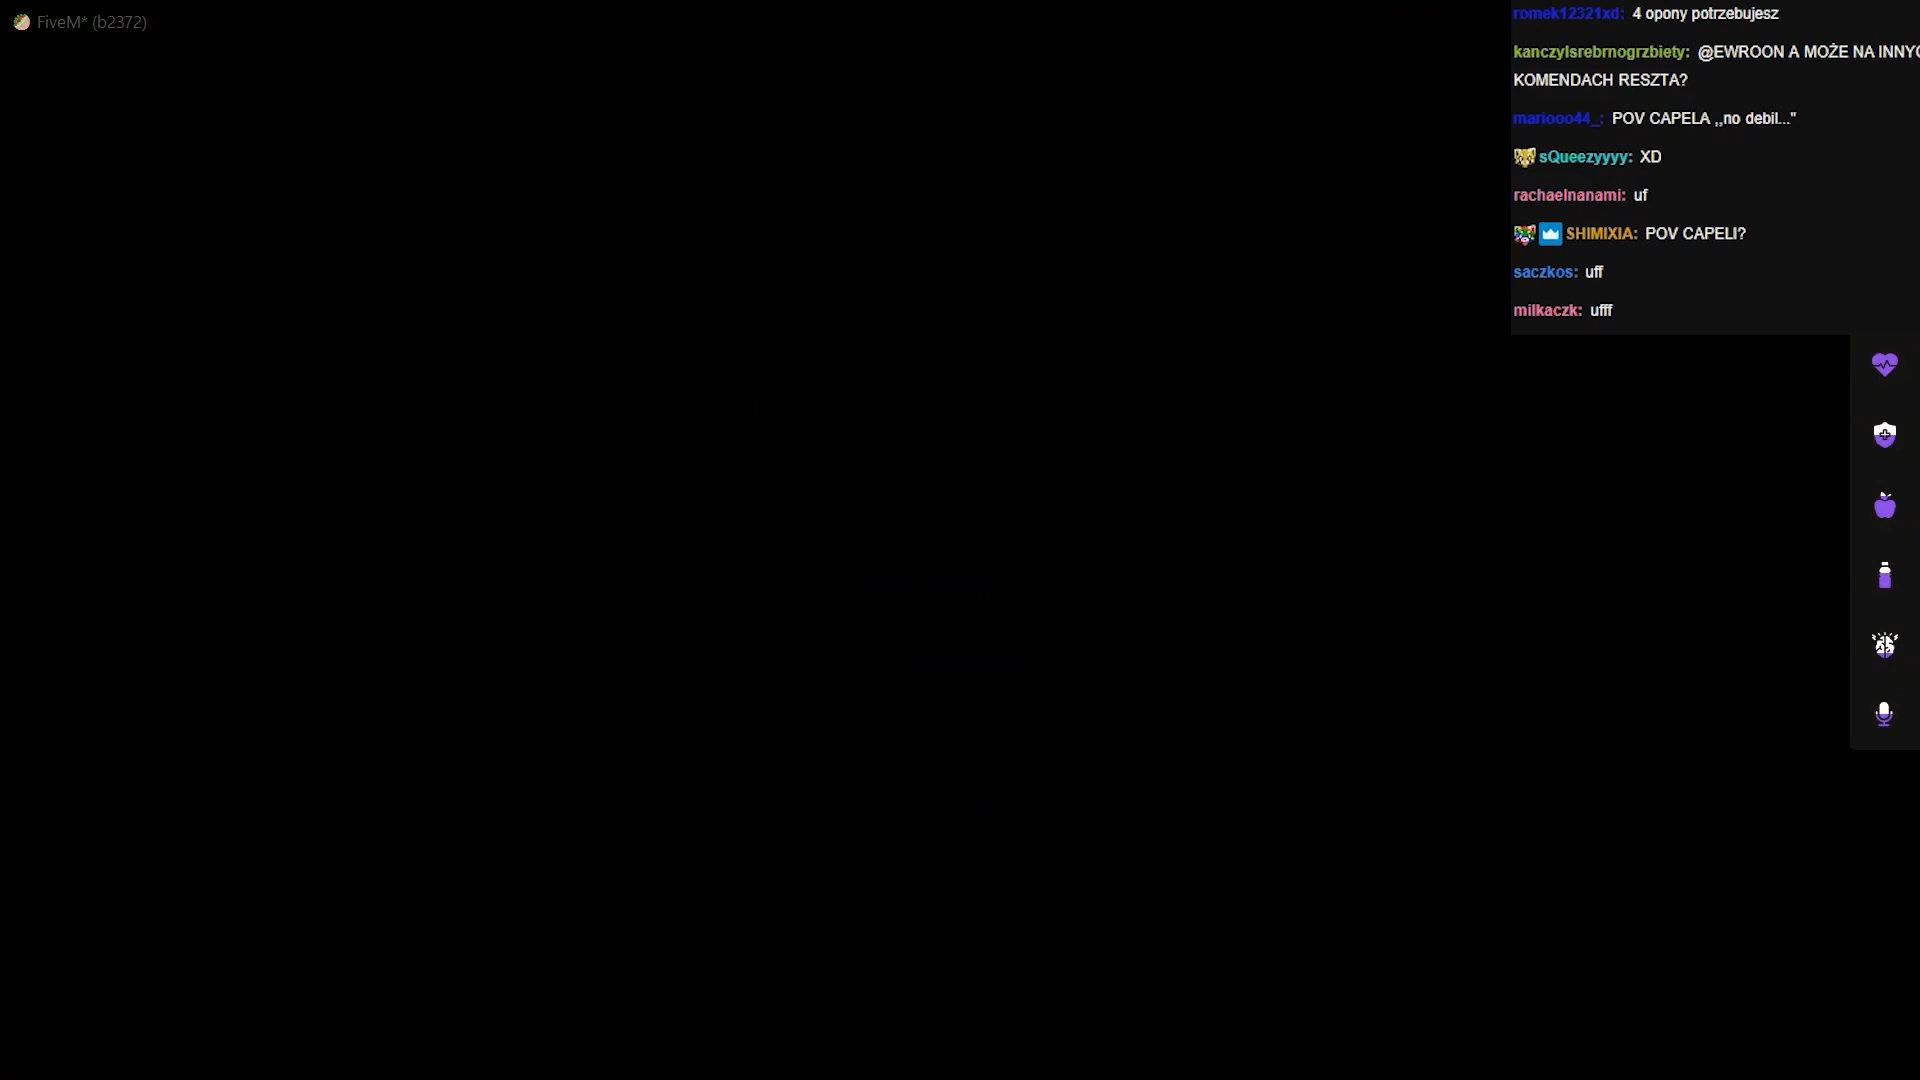 FiveM* (b2372)
romek12321xd: 4 opony potrzebujesz
kanczylsrebrnogrzbiety: @EWROON A MOŻE NA INNYC
KOMENDACH RESZTA?
mariooo44_: POV CAPELA ,,no debil..."
sQueezyyyy: XD
rachaelnanami: uf
SHIMIXIA: POV CAPELI?
saczkos: uff
milkaczk: ufff